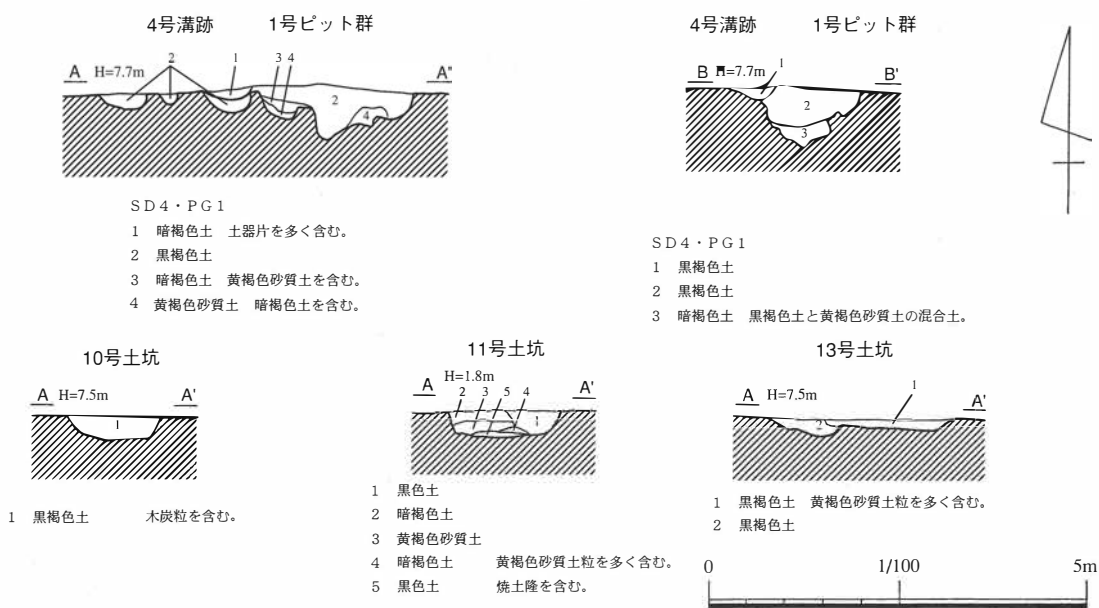 4号溝跡　1号ピット群
A H=7.7m 2 1 3 4 A"
2
4
SD4・PG1
1 暗褐色土 土器片を多く含む。
2 黒褐色土
3 暗褐色土 黄褐色砂質土を含む。
4 黄褐色砂質土 暗褐色土を含む。
4号溝跡　1号ピット群
B H=7.7m 1 B'
2
3
SD4・PG1
1 黒褐色土
2 黒褐色土
3 暗褐色土 黒褐色土と黄褐色砂質土の混合土。
10号土坑
A H=7.5m A'
1
1 黒褐色土 木炭粒を含む。
11号土坑
A H=1.8m A'
2 3 5 4
1
1 黒色土
2 暗褐色土
3 黄褐色砂質土
4 暗褐色土 黄褐色砂質土粒を多く含む。
5 黒色土 焼土隆を含む。
13号土坑
A H=7.5m 1 A'
2
1 黒褐色土 黄褐色砂質土粒を多く含む。
2 黒褐色土
0 1/100 5m